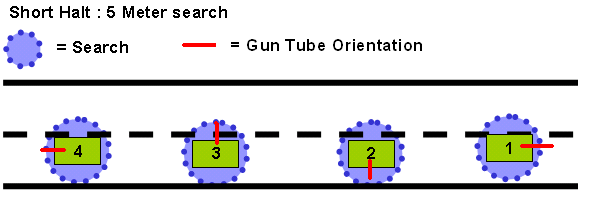 Short Halt : 5 Meter search
= Search = Gun Tube Orientation
4 3 2 1